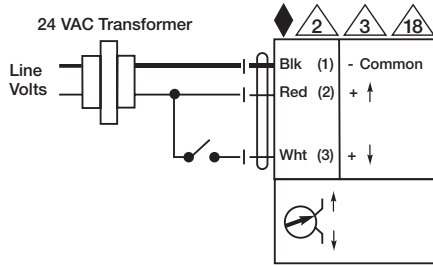 24 VAC Transformer
2 3 18
Line
Volts
Blk (1) - Common
Red (2) + ↑
Wht (3) + ↓